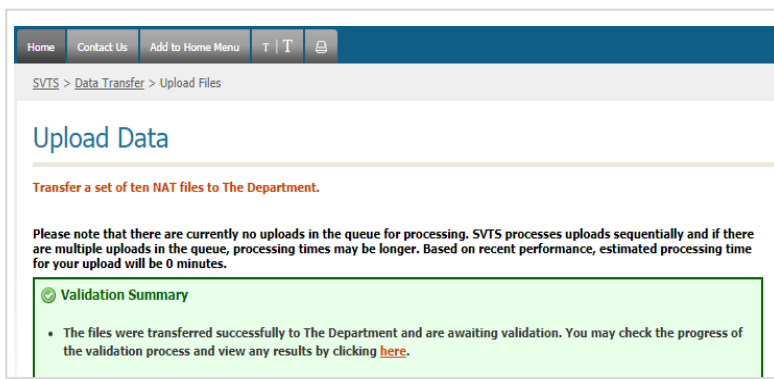 Home Contact Us Add to Home Menu T | T
SVTS > Data Transfer > Upload Files
Upload Data
Transfer a set of ten NAT files to The Department.
Please note that there are currently no uploads in the queue for processing. SVTS processes uploads sequentially and if there
are multiple uploads in the queue, processing times may be longer. Based on recent performance, estimated processing time
for your upload will be 0 minutes.
Validation Summary
• The files were transferred successfully to The Department and are awaiting validation. You may check the progress of
the validation process and view any results by clicking here.